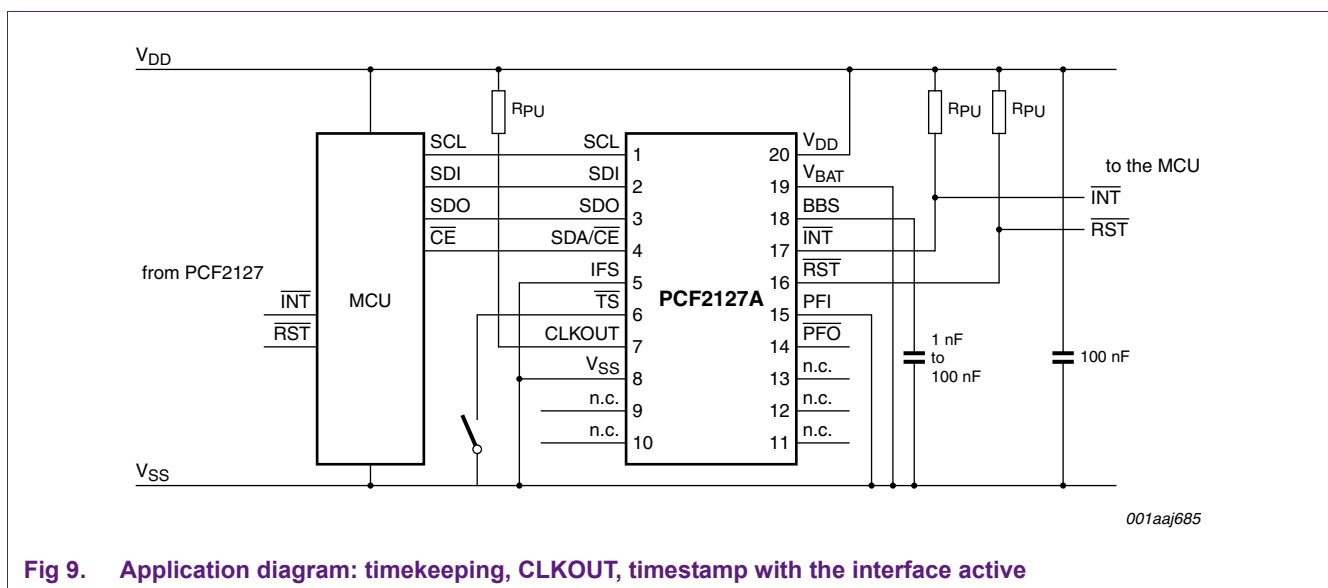 VDD
RPU
RPU
RPU
SCL
SDI
SDO
CE
SCL
SDI
SDO
SDA/CE
IFS
TS
CLKOUT
VSS
n.c.
n.c.
1
2
3
4
5
6
7
8
9
10
PCF2127A
20
19
18
17
16
15
14
13
12
11
VDD
VBAT
BBS
INT
RST
PFI
PFO
n.c.
n.c.
n.c.
to the MCU
INT
RST
from PCF2127
INT
RST
MCU
1 nF
to
100 nF
100 nF
VSS
001aaj685
Fig 9. Application diagram: timekeeping, CLKOUT, timestamp with the interface active